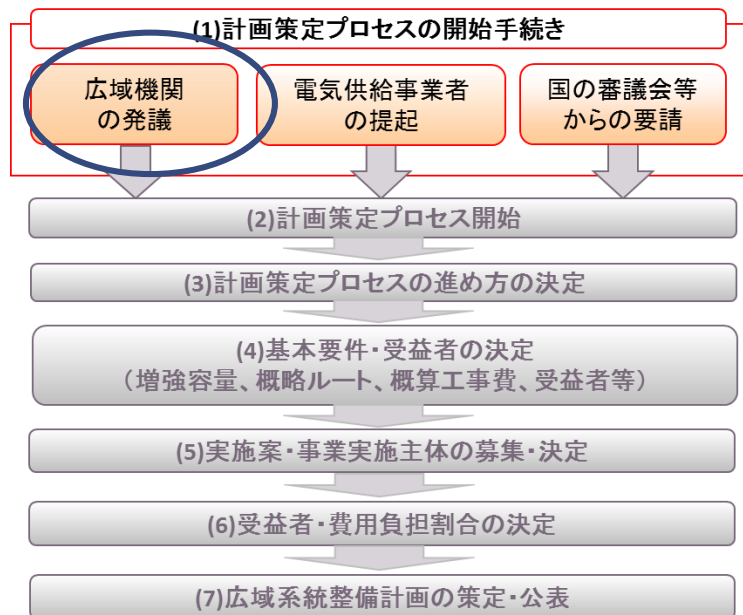 (1)計画策定プロセスの開始手続き
広域機関
の発議
電気供給事業者
の提起
国の審議会等
からの要請
(2)計画策定プロセス開始
(3)計画策定プロセスの進め方の決定
(4)基本要件・受益者の決定
（増強容量、概略ルート、概算工事費、受益者等）
(5)実施案・事業実施主体の募集・決定
(6)受益者・費用負担割合の決定
(7)広域系統整備計画の策定・公表